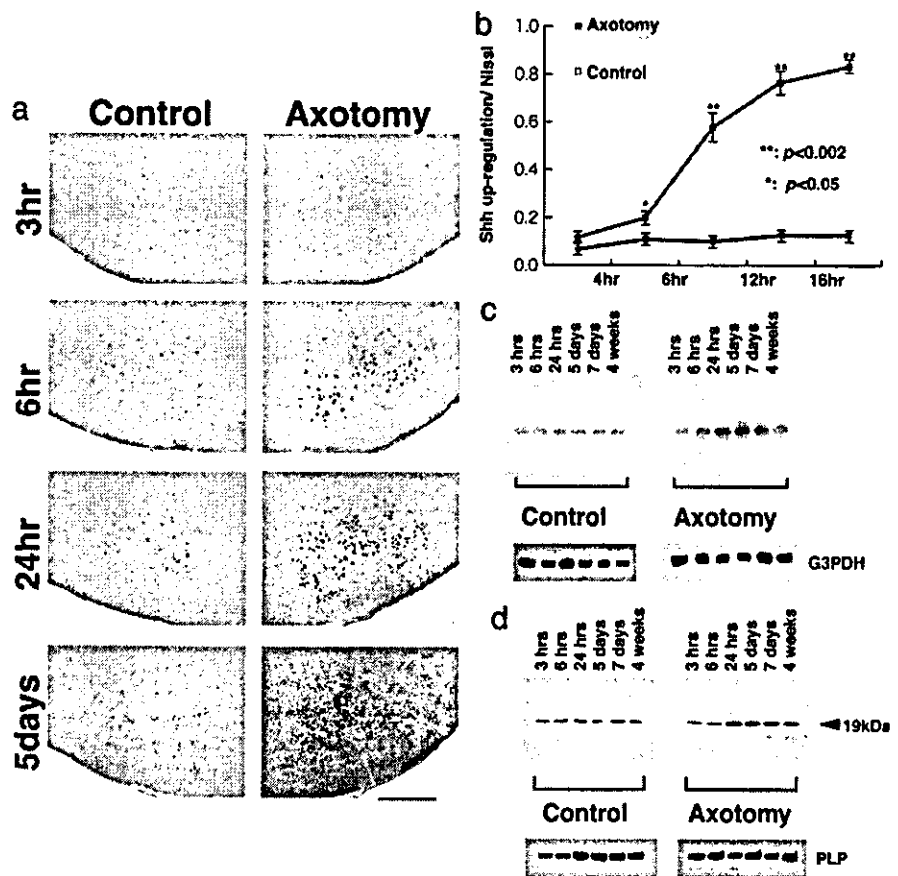 a
Control Axotomy
3hr
6hr
24hr
5days
b
Shh up-regulation/ Nissl
1.0
0.8
0.6
0.4
0.2
0.0
Axotomy
Control
**
**
**
*
**: p<0.002
*: p<0.05
4hr 6hr 12hr 16hr
c
3 hrs 6 hrs 24 hrs 5 days 7 days 4 weeks
3 hrs 6 hrs 24 hrs 5 days 7 days 4 weeks
Control Axotomy
G3PDH
d
3 hrs 6 hrs 24 hrs 5 days 7 days 4 weeks
3 hrs 6 hrs 24 hrs 5 days 7 days 4 weeks
19kDa
Control Axotomy
PLP